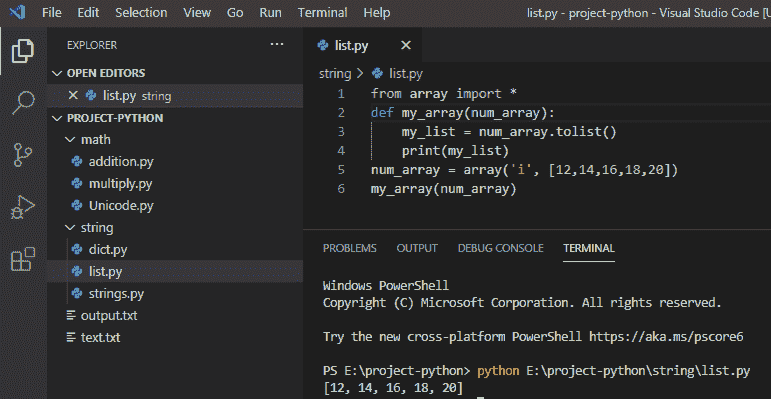 File Edit Selection View Go Run Terminal Help list.py - project-python - Visual Studio Code [U
EXPLORER
OPEN EDITORS
list.py string
PROJECT-PYTHON
math
addition.py
multiply.py
Unicode.py
string
dict.py
list.py
strings.py
output.txt
text.txt
list.py
string > list.py
1 from array import *
2 def my_array(num_array):
3 my_list = num_array.tolist()
4 print(my_list)
5 num_array = array('i', [12,14,16,18,20])
6 my_array(num_array)
PROBLEMS OUTPUT DEBUG CONSOLE TERMINAL
Windows PowerShell
Copyright (C) Microsoft Corporation. All rights reserved.
Try the new cross-platform PowerShell https://aka.ms/pscore6
PS E:\project-python> python E:\project-python\string\list.py
[12, 14, 16, 18, 20]